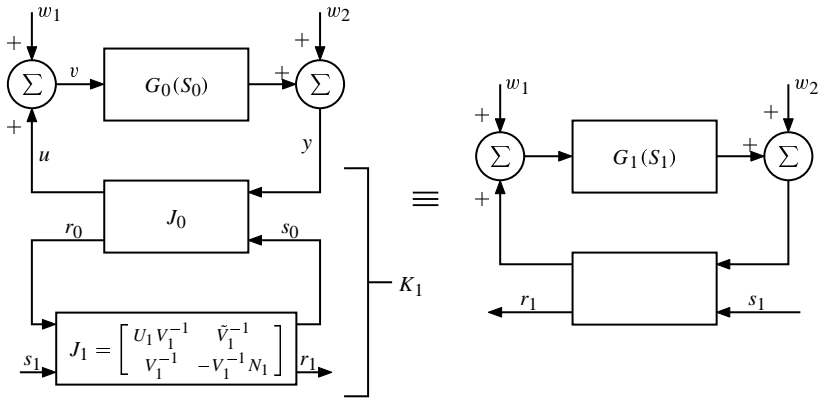 w₁
w₂
+
+
+
Σ
v
G₀(S₀)
Σ
+
u
y
J₀
r₀
s₀
K₁
J₁ = [ U₁V₁⁻¹ Ṽ₁⁻¹
V₁⁻¹ −V₁⁻¹N₁ ]
s₁
r₁
≡
w₁
w₂
+
+
+
Σ
G₁(S₁)
Σ
+
r₁
s₁